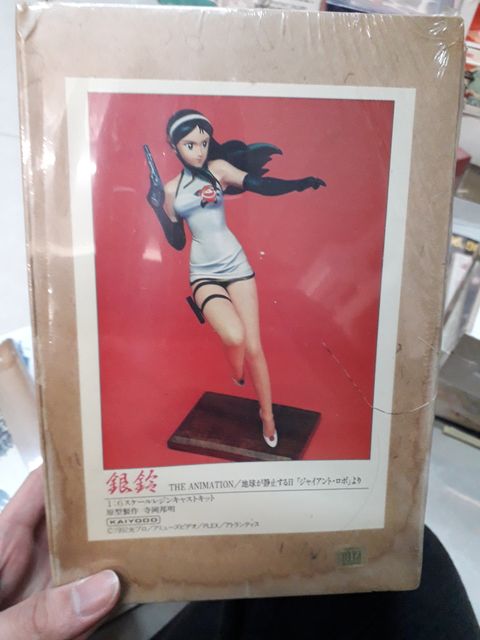 銀鈴 THE ANIMATION/地球が静止する日「ジャイアント・ロボ」より
1:6スケールレジンキャストキット
原型製作 寺岡邦明
KAIYODO
光プロ/アミューズビデオ/PLEX/アトランティス